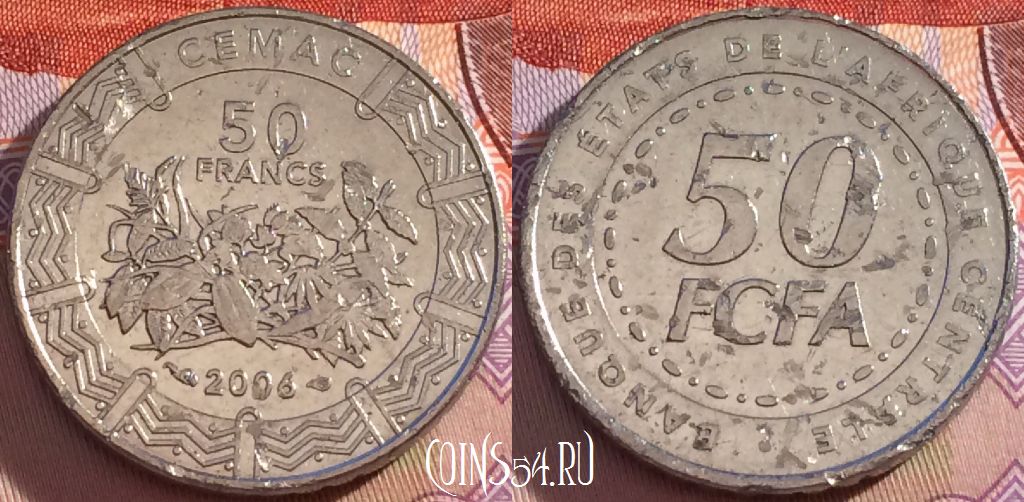 CEMAC
50
FRANCS
2006
BANQUE DES ÉTATS DE L'AFRIQUE CENTRALE
50
FCFA
COINS54.RU